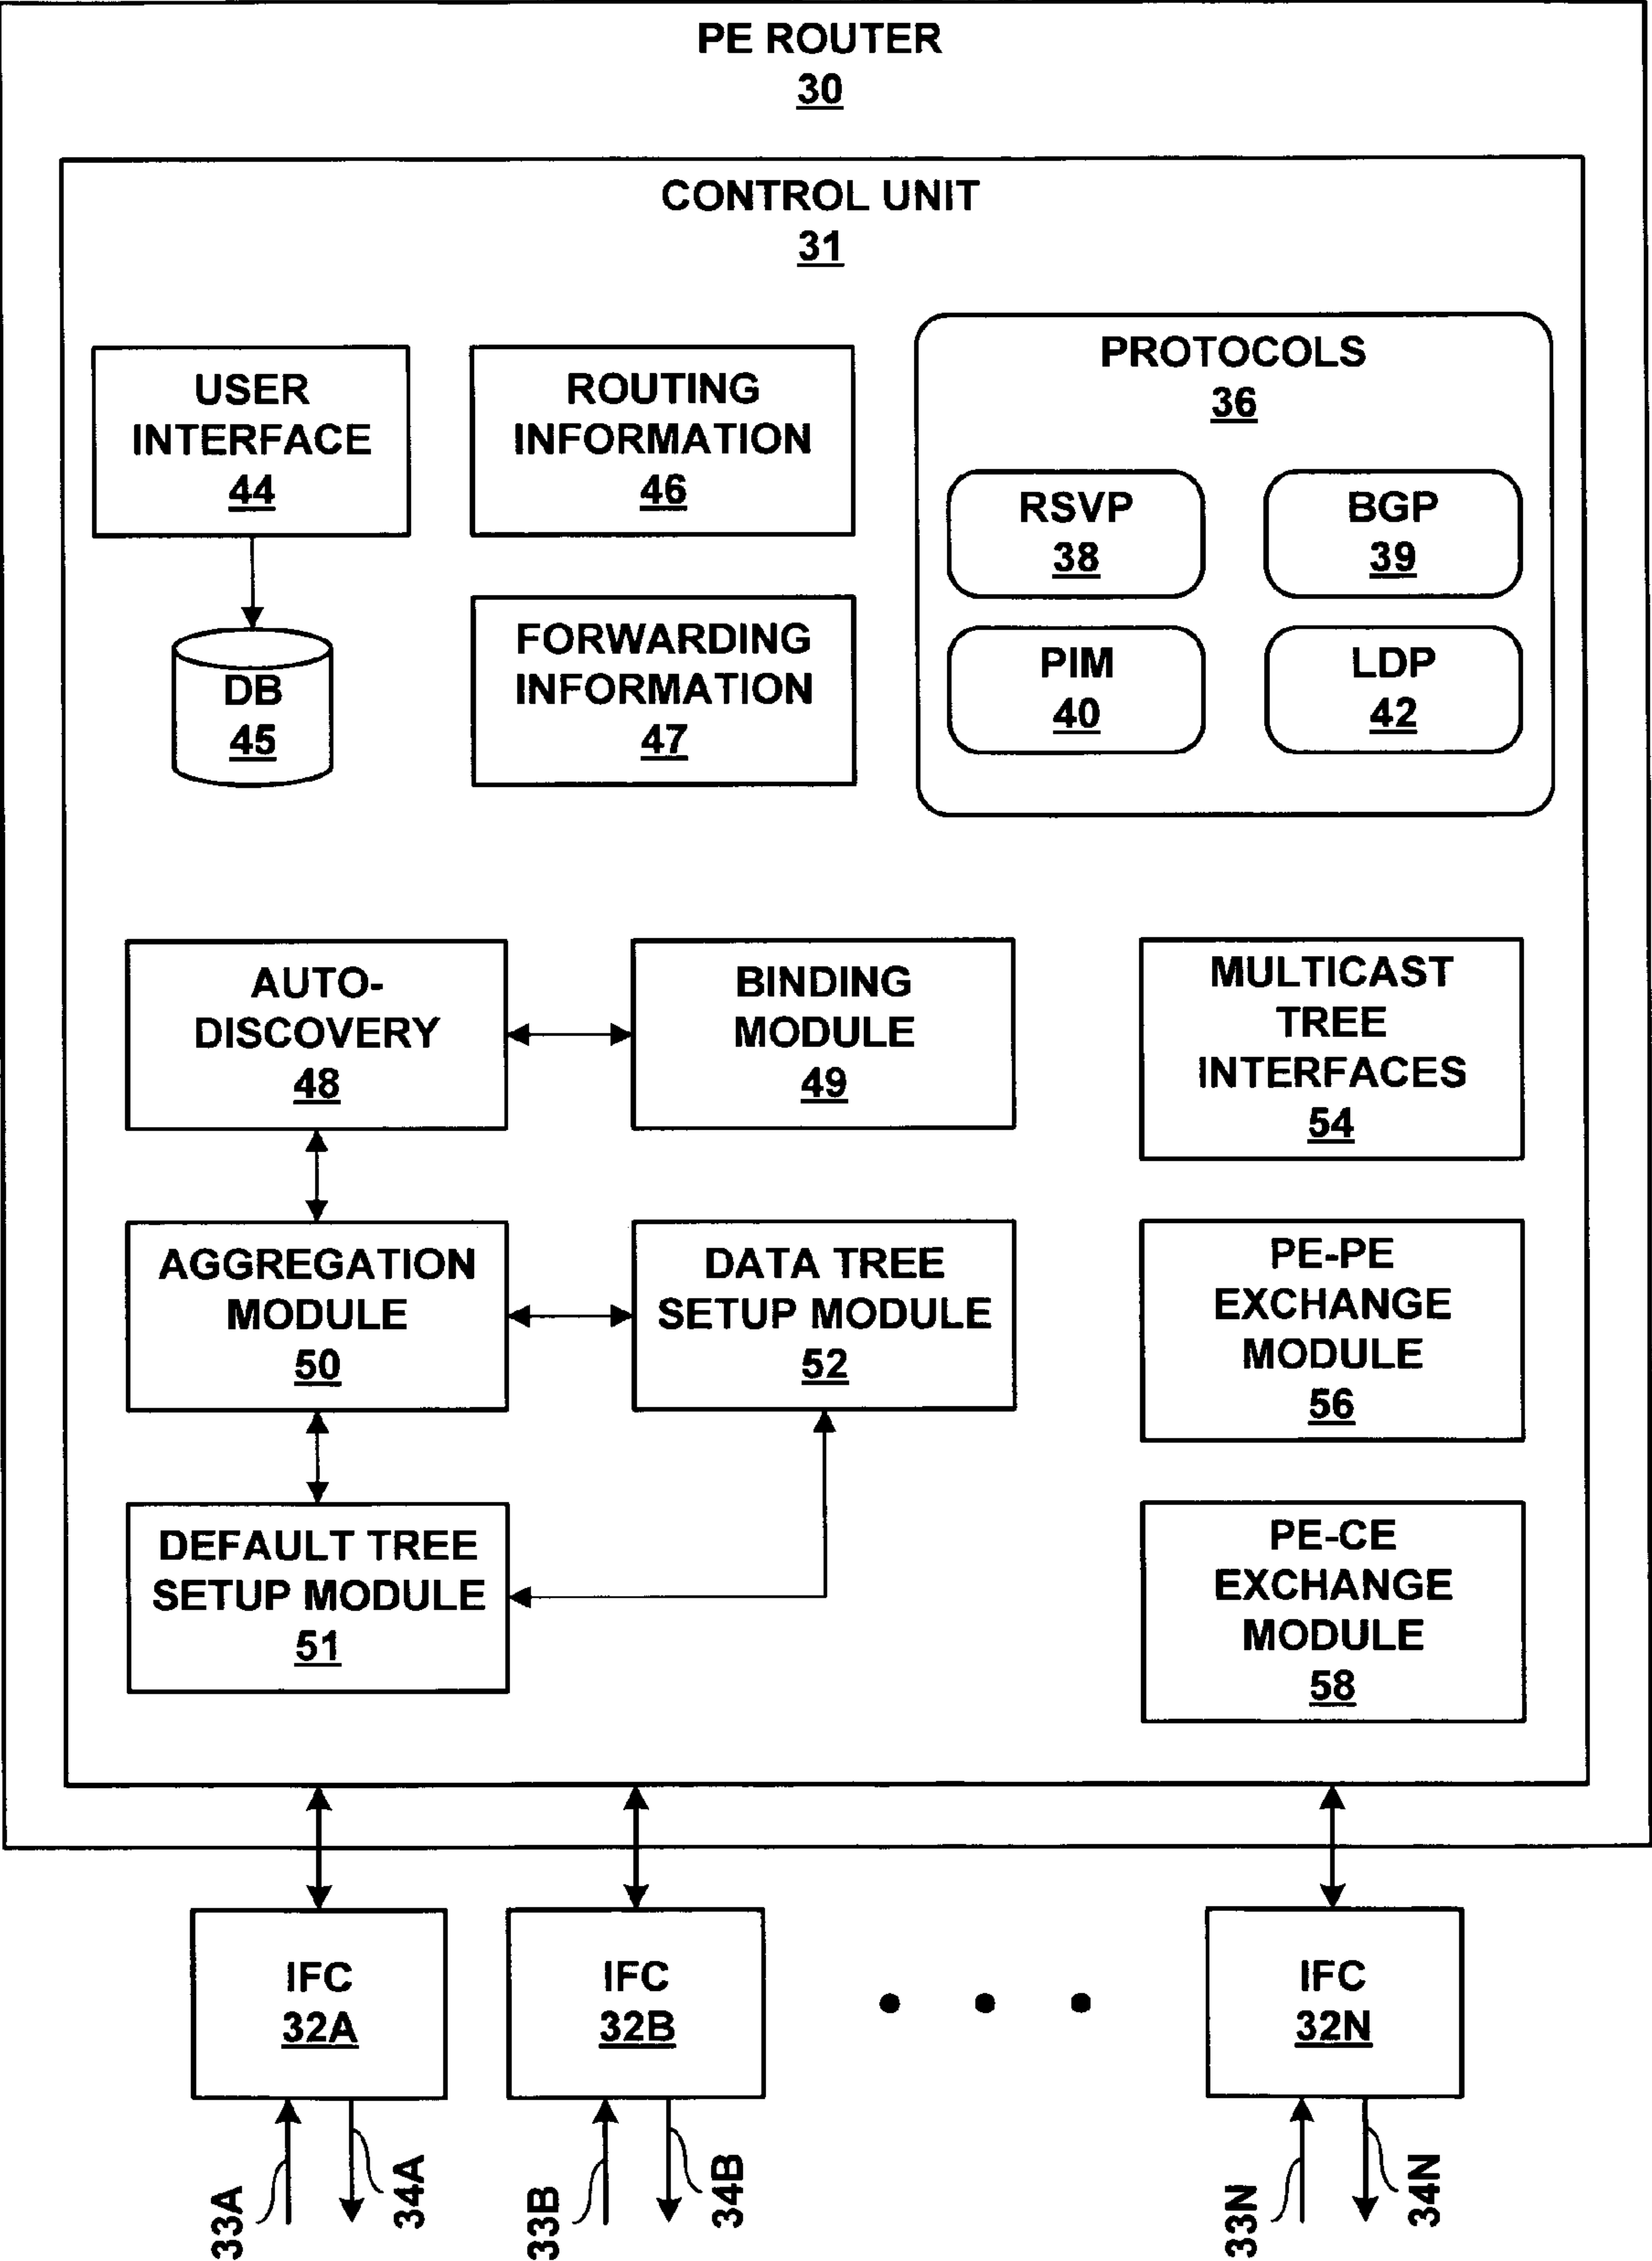 PE ROUTER
30
CONTROL UNIT
31
USER
INTERFACE
44
DB
45
ROUTING
INFORMATION
46
FORWARDING
INFORMATION
47
PROTOCOLS
36
RSVP
38
BGP
39
PIM
40
LDP
42
AUTO-
DISCOVERY
48
BINDING
MODULE
49
MULTICAST
TREE
INTERFACES
54
AGGREGATION
MODULE
50
DATA TREE
SETUP MODULE
52
PE-PE
EXCHANGE
MODULE
56
DEFAULT TREE
SETUP MODULE
51
PE-CE
EXCHANGE
MODULE
58
IFC
32A
IFC
32B
IFC
32N
33A
34A
33B
34B
33N
34N